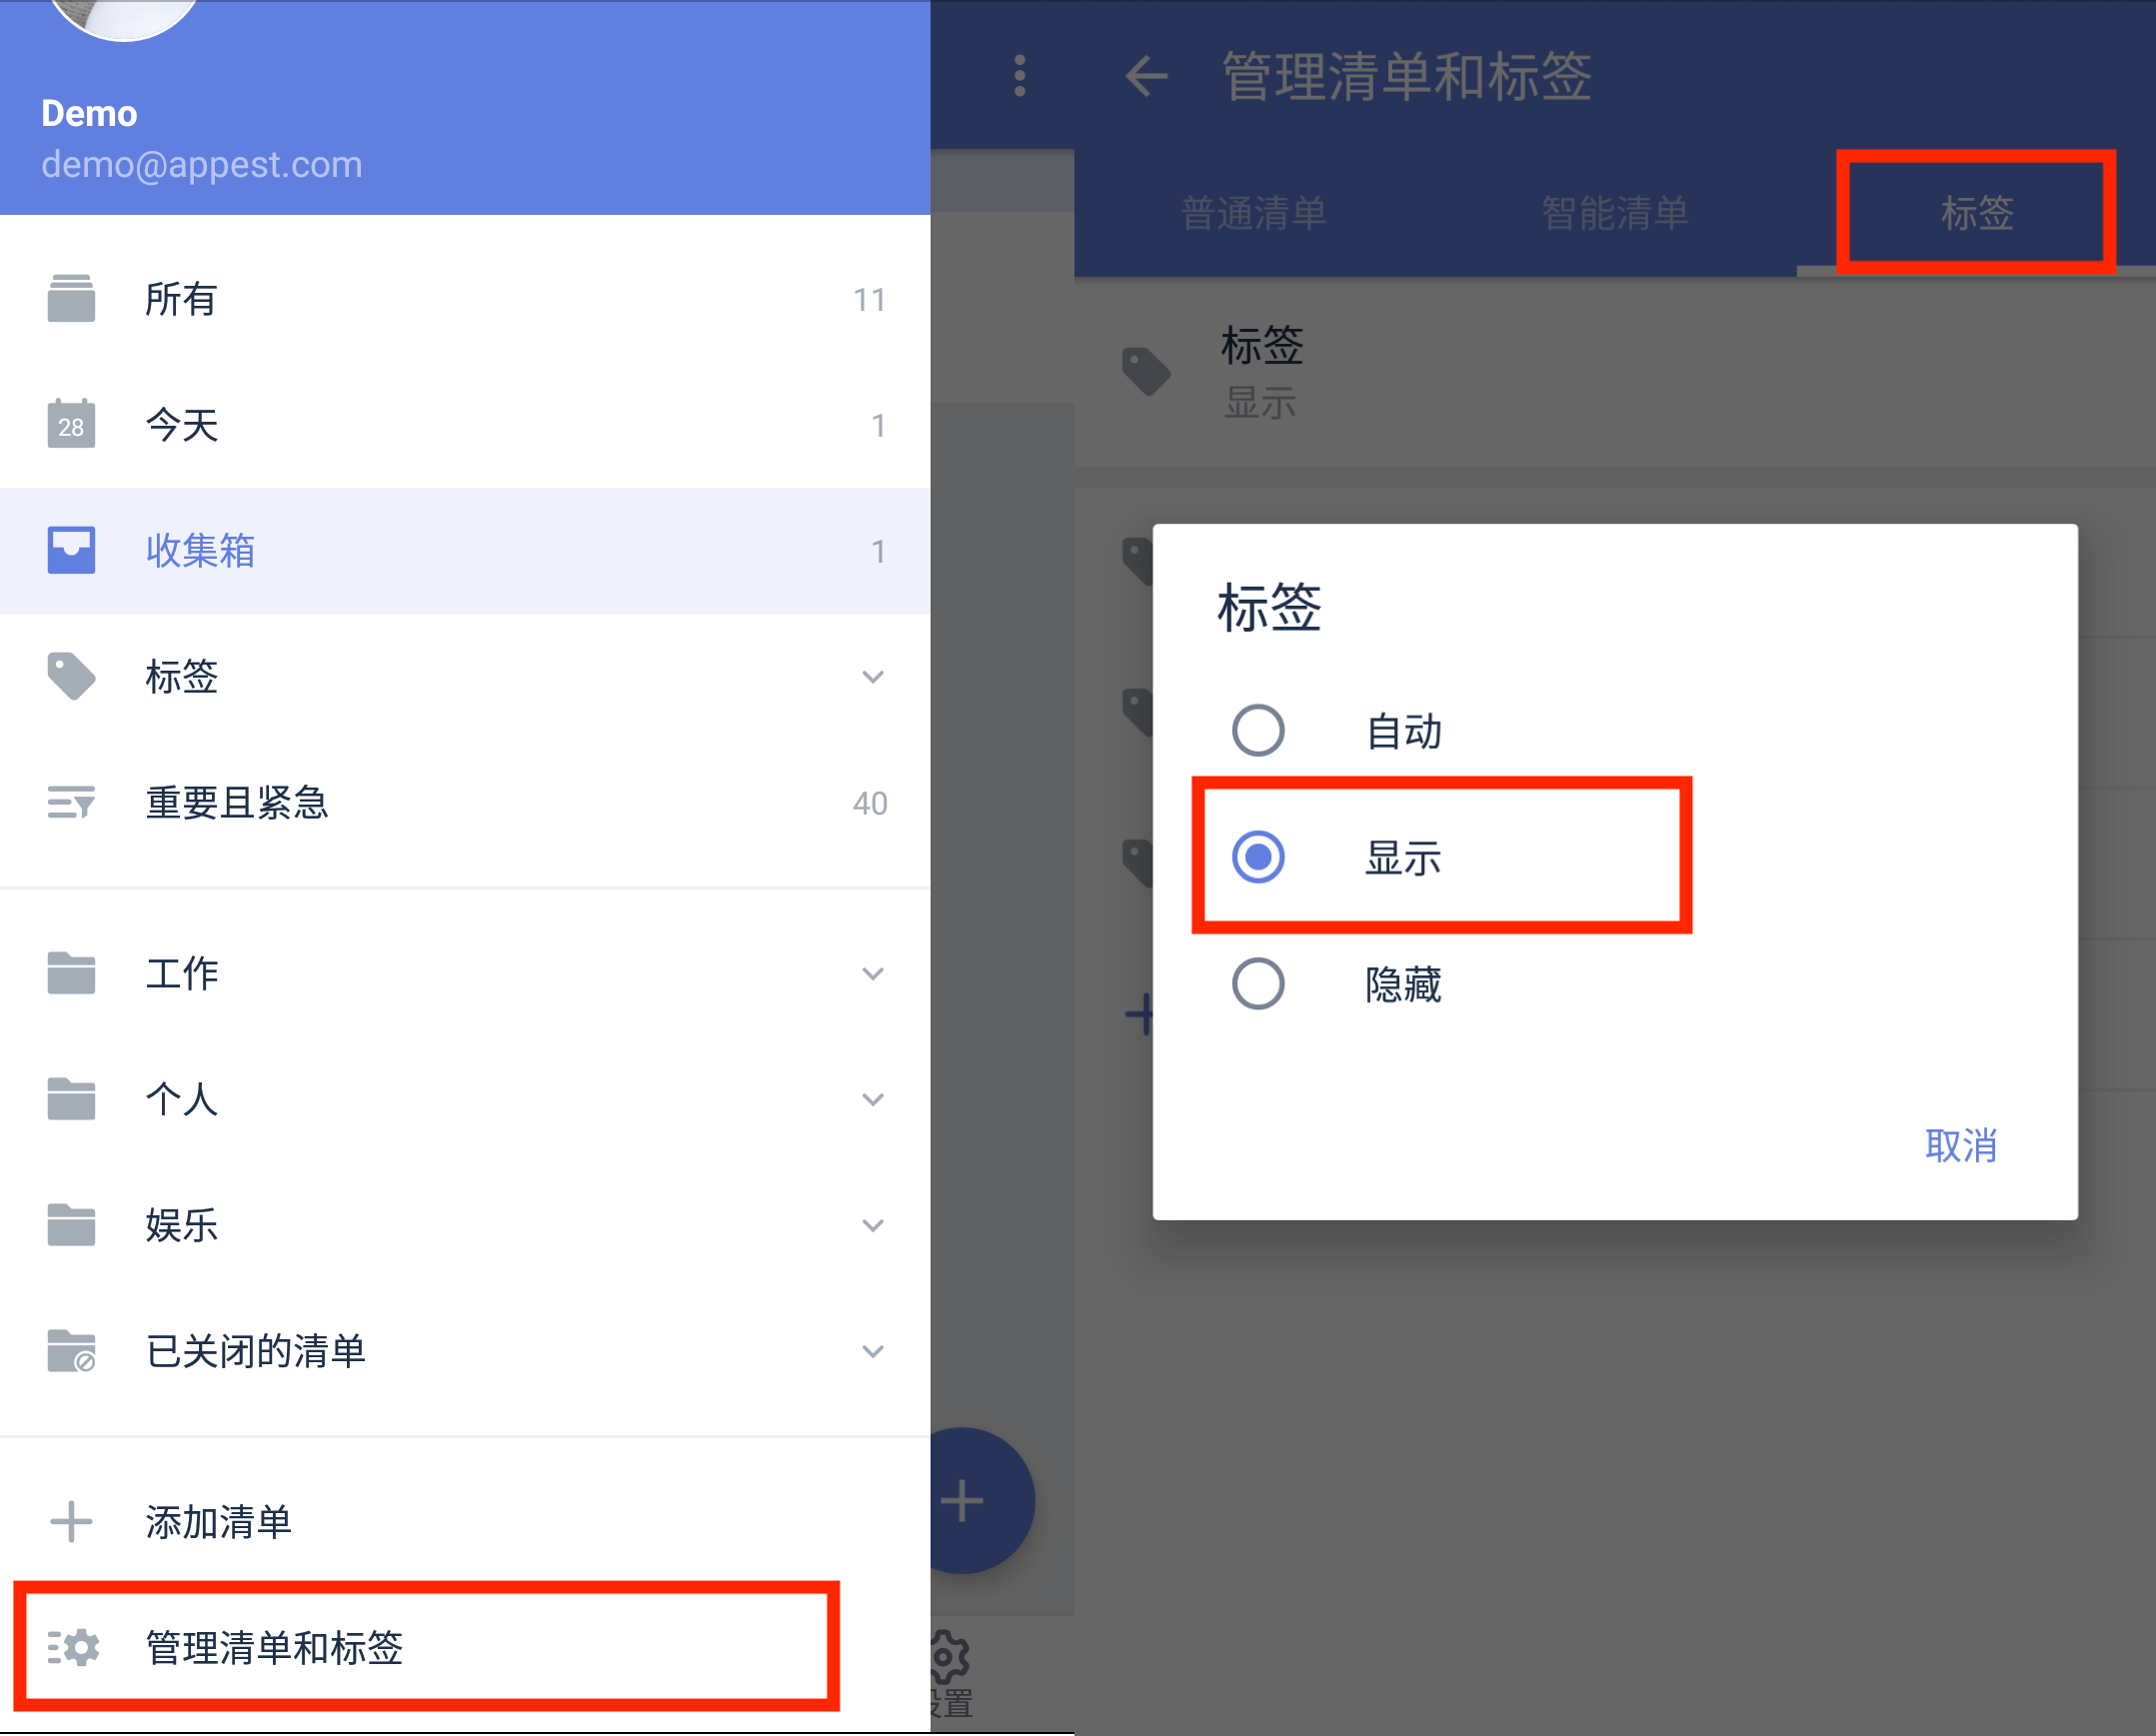 Demo
demo@appest.com
所有 11
28 今天 1
收集箱 1
标签
重要且紧急 40
工作
个人
娱乐
已关闭的清单
添加清单
管理清单和标签
置
管理清单和标签
普通清单 智能清单 标签
标签
显示
标签
自动
显示
隐藏
取消